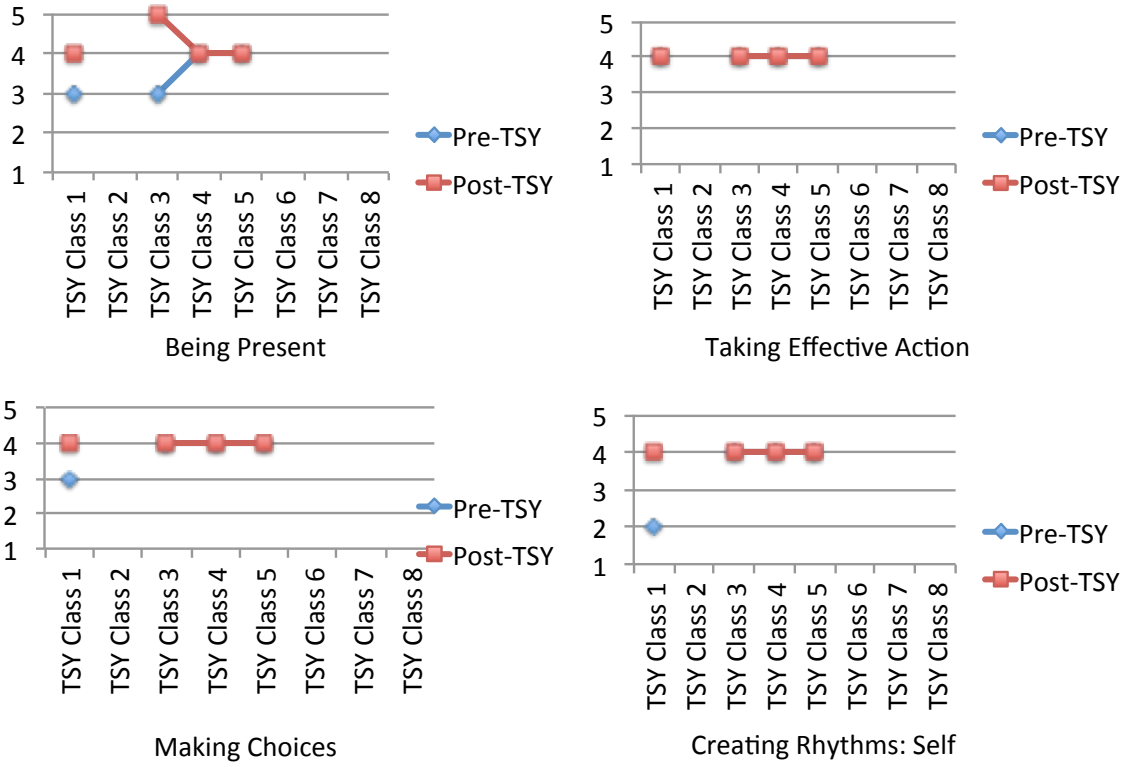 5
4
3
2
1
Pre-TSY
Post-TSY
TSY Class 1
TSY Class 2
TSY Class 3
TSY Class 4
TSY Class 5
TSY Class 6
TSY Class 7
TSY Class 8
Being Present
5
4
3
2
1
Pre-TSY
Post-TSY
TSY Class 1
TSY Class 2
TSY Class 3
TSY Class 4
TSY Class 5
TSY Class 6
TSY Class 7
TSY Class 8
Taking Effective Action
5
4
3
2
1
Pre-TSY
Post-TSY
TSY Class 1
TSY Class 2
TSY Class 3
TSY Class 4
TSY Class 5
TSY Class 6
TSY Class 7
TSY Class 8
Making Choices
5
4
3
2
1
Pre-TSY
Post-TSY
TSY Class 1
TSY Class 2
TSY Class 3
TSY Class 4
TSY Class 5
TSY Class 6
TSY Class 7
TSY Class 8
Creating Rhythms: Self